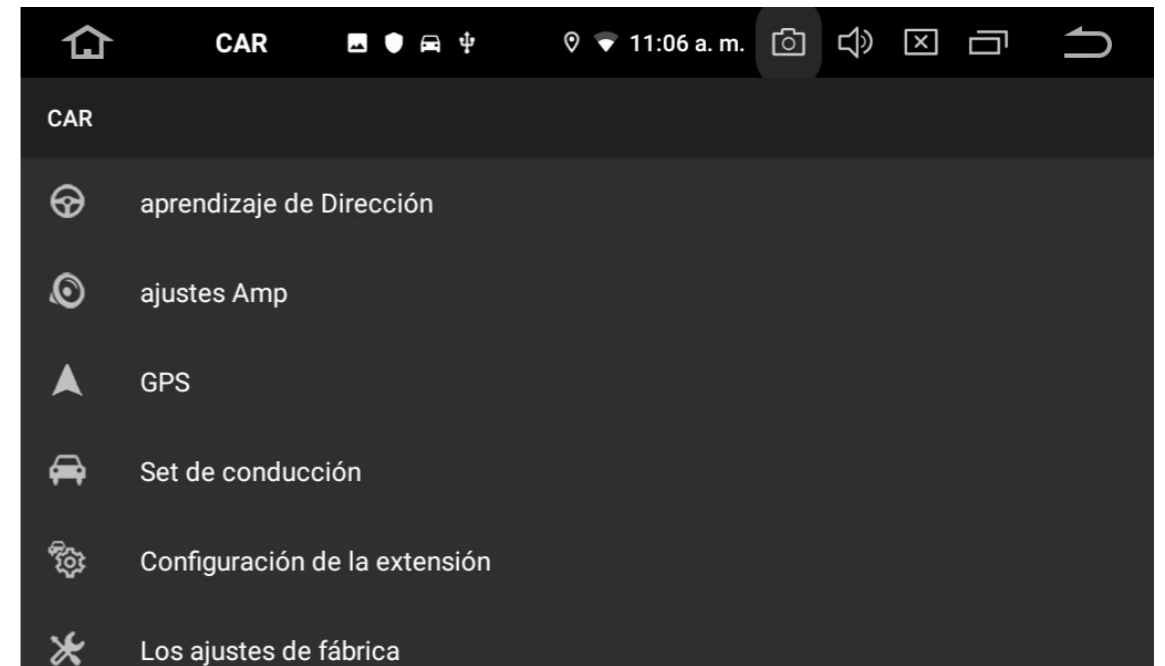 CAR
11:06 a. m.
CAR
aprendizaje de Dirección
ajustes Amp
GPS
Set de conducción
Configuración de la extensión
Los ajustes de fábrica